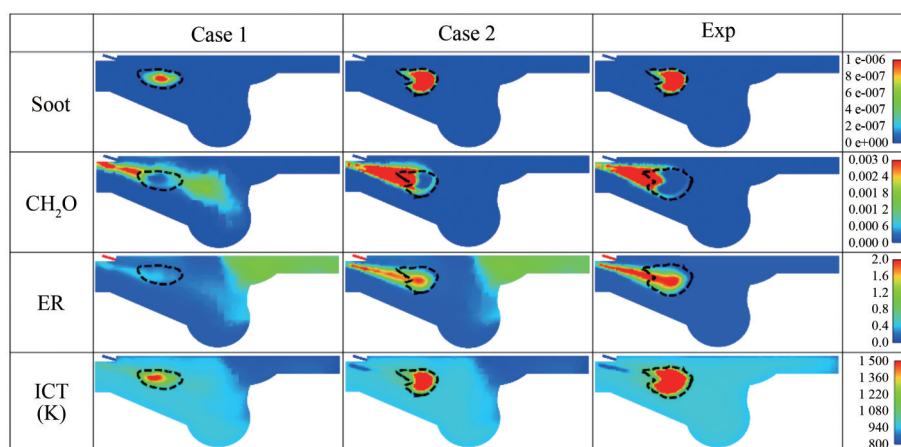 Case 1 Case 2 Exp
Soot
1 e-006
8 e-007
6 e-007
4 e-007
2 e-007
0 e+000
CH₂O
0.003 0
0.002 4
0.001 8
0.001 2
0.000 6
0.000 0
ER
2.0
1.6
1.2
0.8
0.4
0.0
ICT
(K)
1 500
1 360
1 220
1 080
940
800